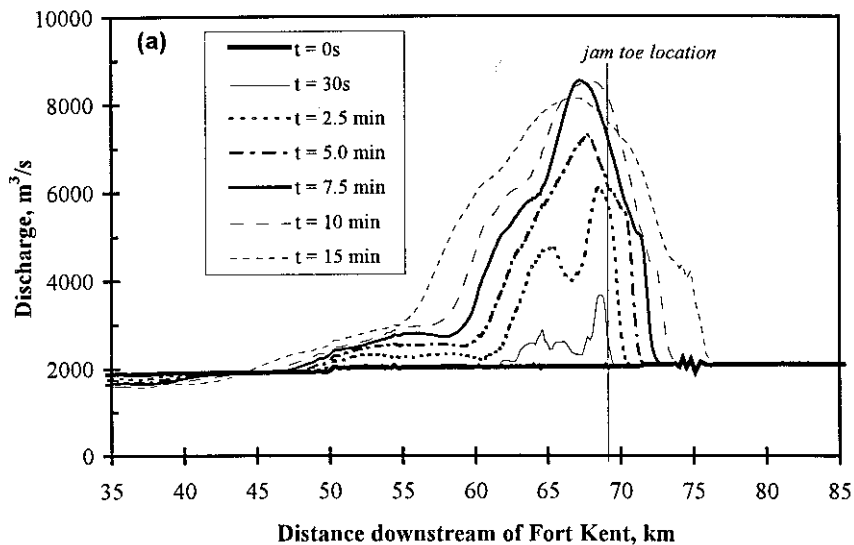 10000
(a)
t = 0s
t = 30s
t = 2.5 min
t = 5.0 min
t = 7.5 min
t = 10 min
t = 15 min
jam toe location
8000
6000
4000
2000
0
Discharge, m³/s
35 40 45 50 55 60 65 70 75 80 85
Distance downstream of Fort Kent, km